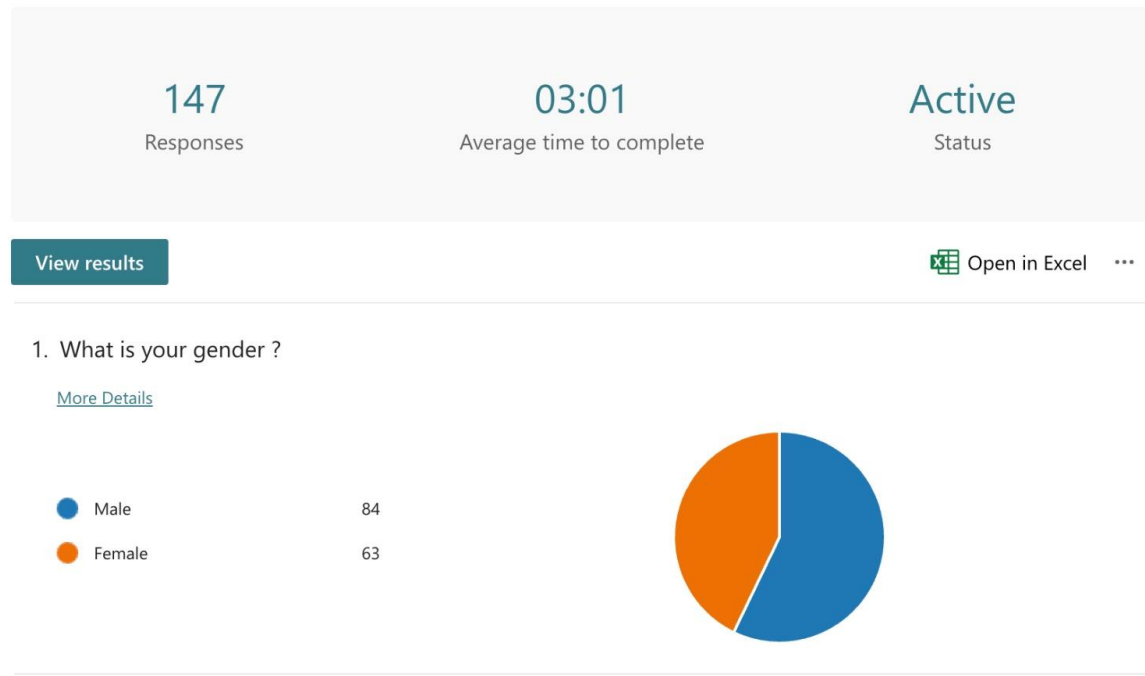 147 03:01 Active
Responses Average time to complete Status
View results Open in Excel ...
1. What is your gender ?
More Details
Male 84
Female 63